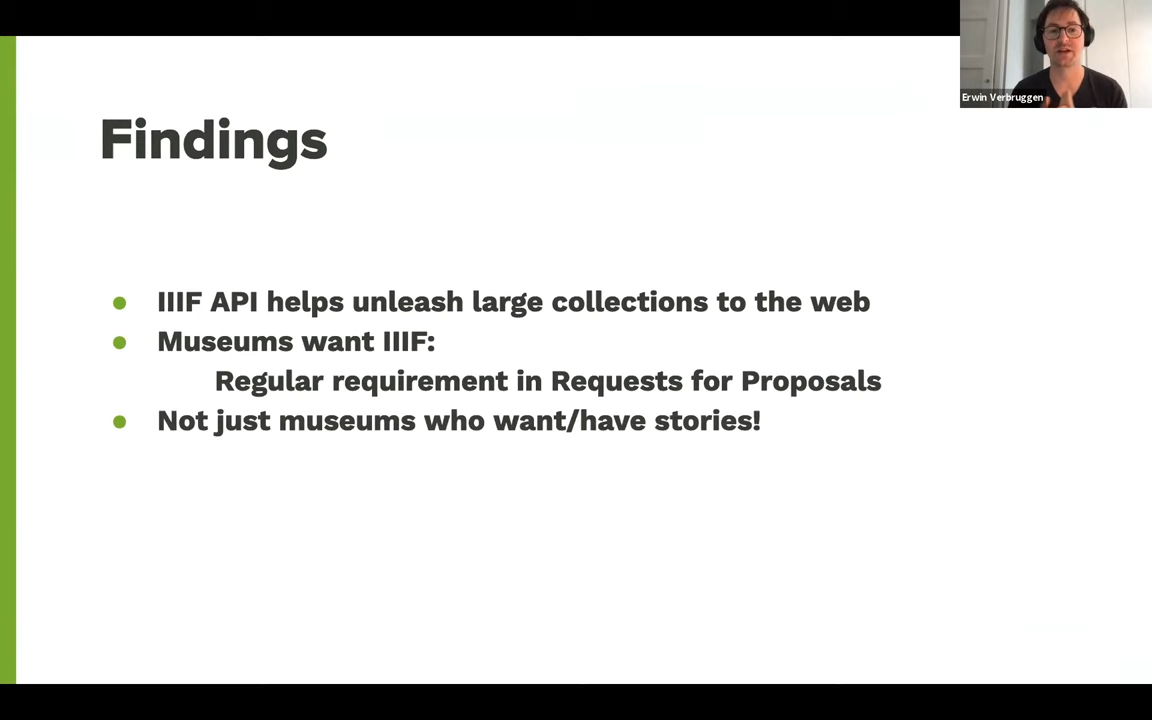 Erwin Verbruggen
Findings
● IIIF API helps unleash large collections to the web
● Museums want IIIF:
Regular requirement in Requests for Proposals
● Not just museums who want/have stories!